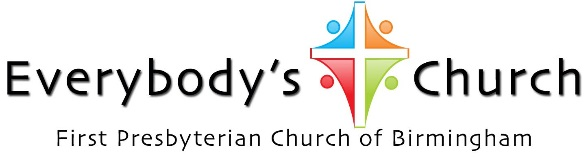 Everybody's Church
First Presbyterian Church of Birmingham